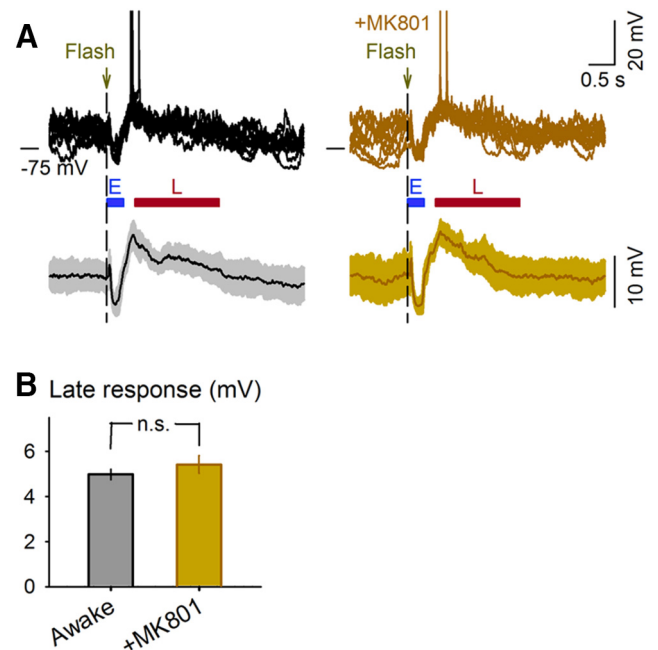 A
Flash
-75 mV
+MK801
Flash
20 mV
0.5 s
E
L
E
L
10 mV
B
Late response (mV)
n.s.
6
4
2
0
Awake
+MK801